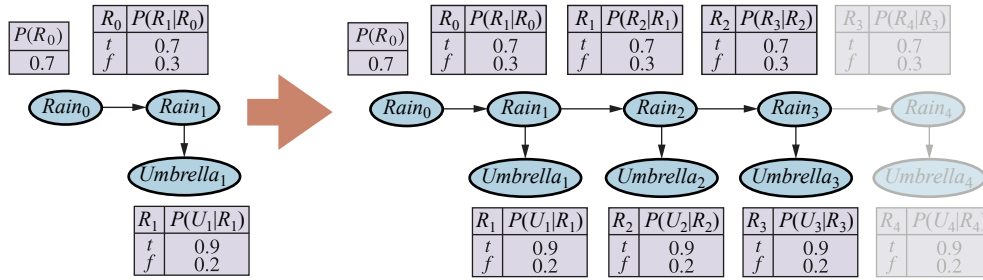 P(R₀)
0.7
R₀ P(R₁|R₀)
t 0.7
f 0.3
Rain₀
Rain₁
Umbrella₁
R₁ P(U₁|R₁)
t 0.9
f 0.2
P(R₀)
0.7
R₀ P(R₁|R₀)
t 0.7
f 0.3
R₁ P(R₂|R₁)
t 0.7
f 0.3
R₂ P(R₃|R₂)
t 0.7
f 0.3
R₃ P(R₄|R₃)
t 0.7
f 0.3
Rain₀
Rain₁
Rain₂
Rain₃
Rain₄
Umbrella₁
Umbrella₂
Umbrella₃
Umbrella₄
R₁ P(U₁|R₁)
t 0.9
f 0.2
R₂ P(U₂|R₂)
t 0.9
f 0.2
R₃ P(U₃|R₃)
t 0.9
f 0.2
R₄ P(U₄|R₄)
t 0.9
f 0.2